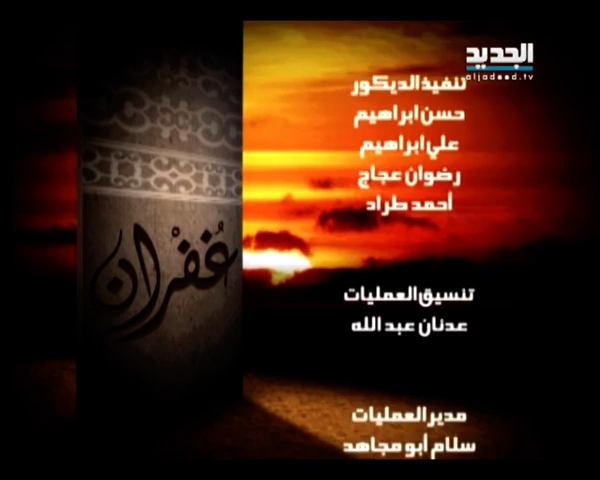 الجديد
aljadeed.tv
تنفيذ الديكور
حسن ابراهيم
علي ابراهيم
رضوان عجاج
أحمد طراد
غُفْران
تنسيق العمليات
عدنان عبد الله
مدير العمليات
سلام أبو مجاهد